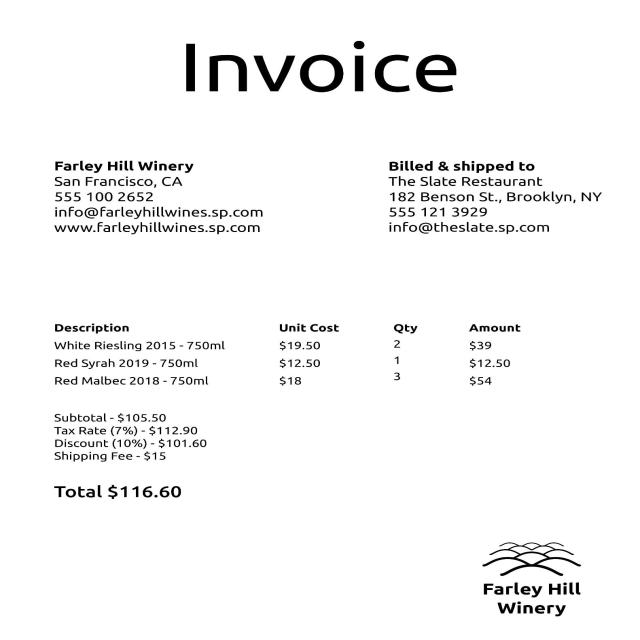 Invoice
Farley Hill Winery
San Francisco, CA
555 100 2652
info@farleyhillwines.sp.com
www.farleyhillwines.sp.com
Billed & shipped to
The Slate Restaurant
182 Benson St., Brooklyn, NY
555 121 3929
info@theslate.sp.com
Description Unit Cost Qty Amount
White Riesling 2015 - 750ml $19.50 2 $39
Red Syrah 2019 - 750ml $12.50 1 $12.50
Red Malbec 2018 - 750ml $18 3 $54
Subtotal - $105.50
Tax Rate (7%) - $112.90
Discount (10%) - $101.60
Shipping Fee - $15
Total $116.60
Farley Hill
Winery